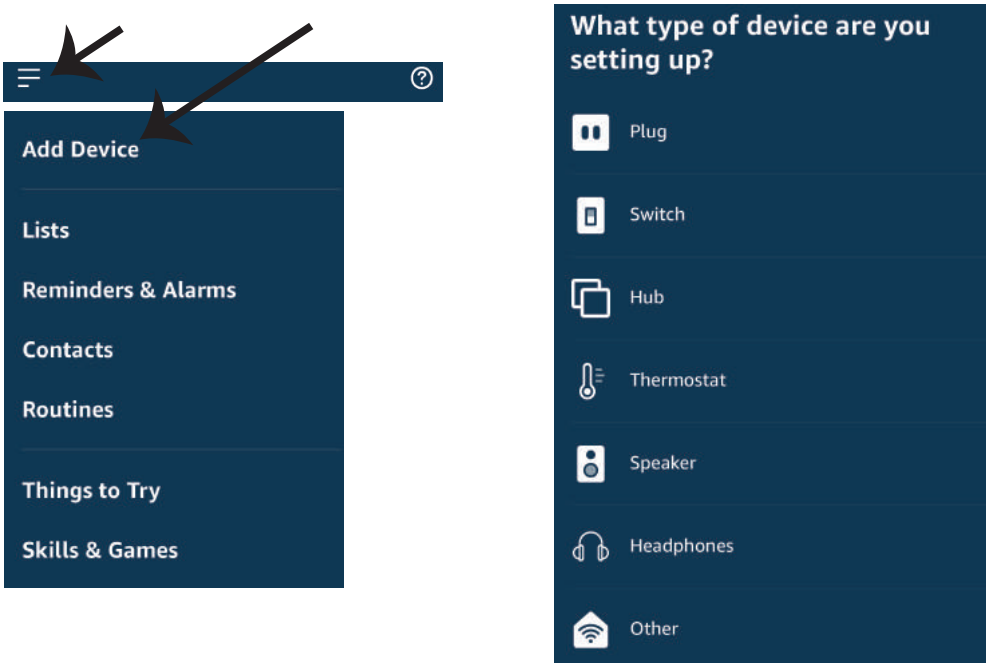 Add Device
Lists
Reminders & Alarms
Contacts
Routines
Things to Try
Skills & Games
What type of device are you
setting up?
Plug
Switch
Hub
Thermostat
Speaker
Headphones
Other